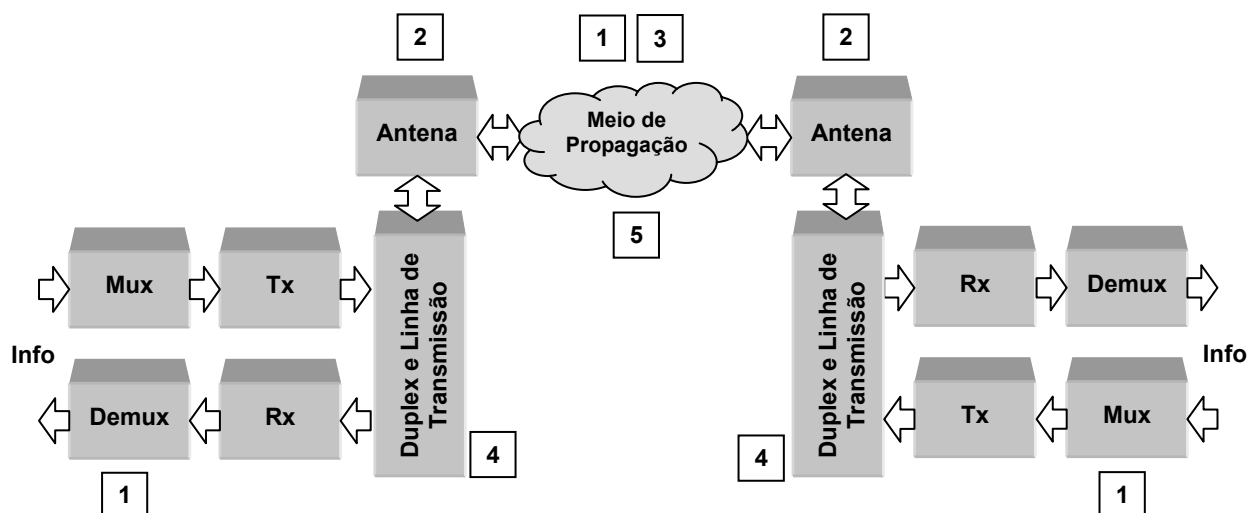 2
1
3
2
Antena
Meio de
Propagação
Antena
5
Mux
Tx
Duplex e Linha de
Transmissão
Duplex e Linha de
Transmissão
Rx
Demux
Info
Info
Demux
Rx
Tx
Mux
4
4
1
1